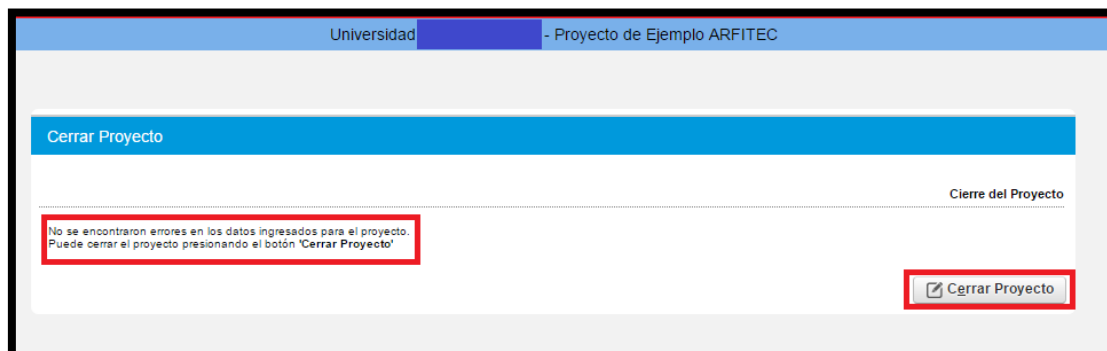 Universidad - Proyecto de Ejemplo ARFITEC
Cerrar Proyecto
Cierre del Proyecto
No se encontraron errores en los datos ingresados para el proyecto.
Puede cerrar el proyecto presionando el botón 'Cerrar Proyecto'
Cerrar Proyecto